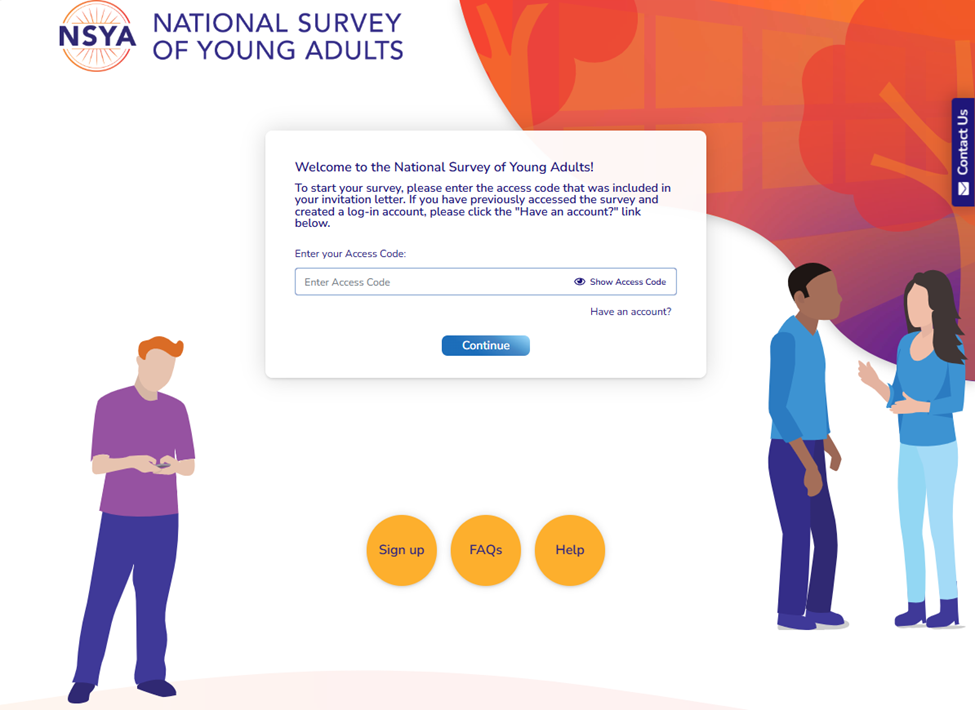 NSYA
NATIONAL SURVEY
OF YOUNG ADULTS
Contact Us
Welcome to the National Survey of Young Adults!
To start your survey, please enter the access code that was included in
your invitation letter. If you have previously accessed the survey and
created a log-in account, please click the "Have an account?" link
below.
Enter your Access Code:
Enter Access Code
Show Access Code
Have an account?
Continue
Sign up
FAQs
Help